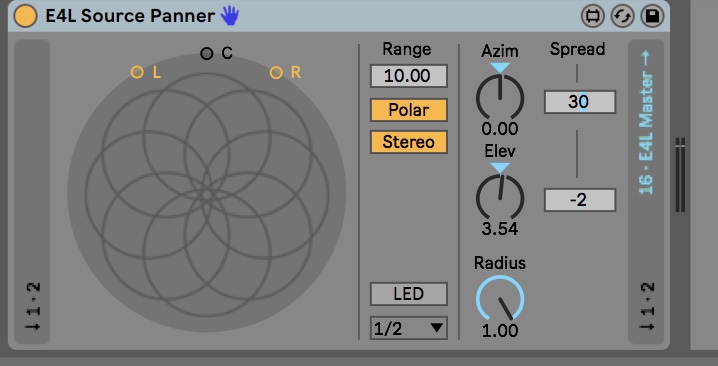 E4L Source Panner
C
L
R
Range
10.00
Polar
Stereo
LED
1/2
Azim
0.00
Elev
3.54
Radius
1.00
Spread
30
-2
1·2
16 · E4L Master →
1·2